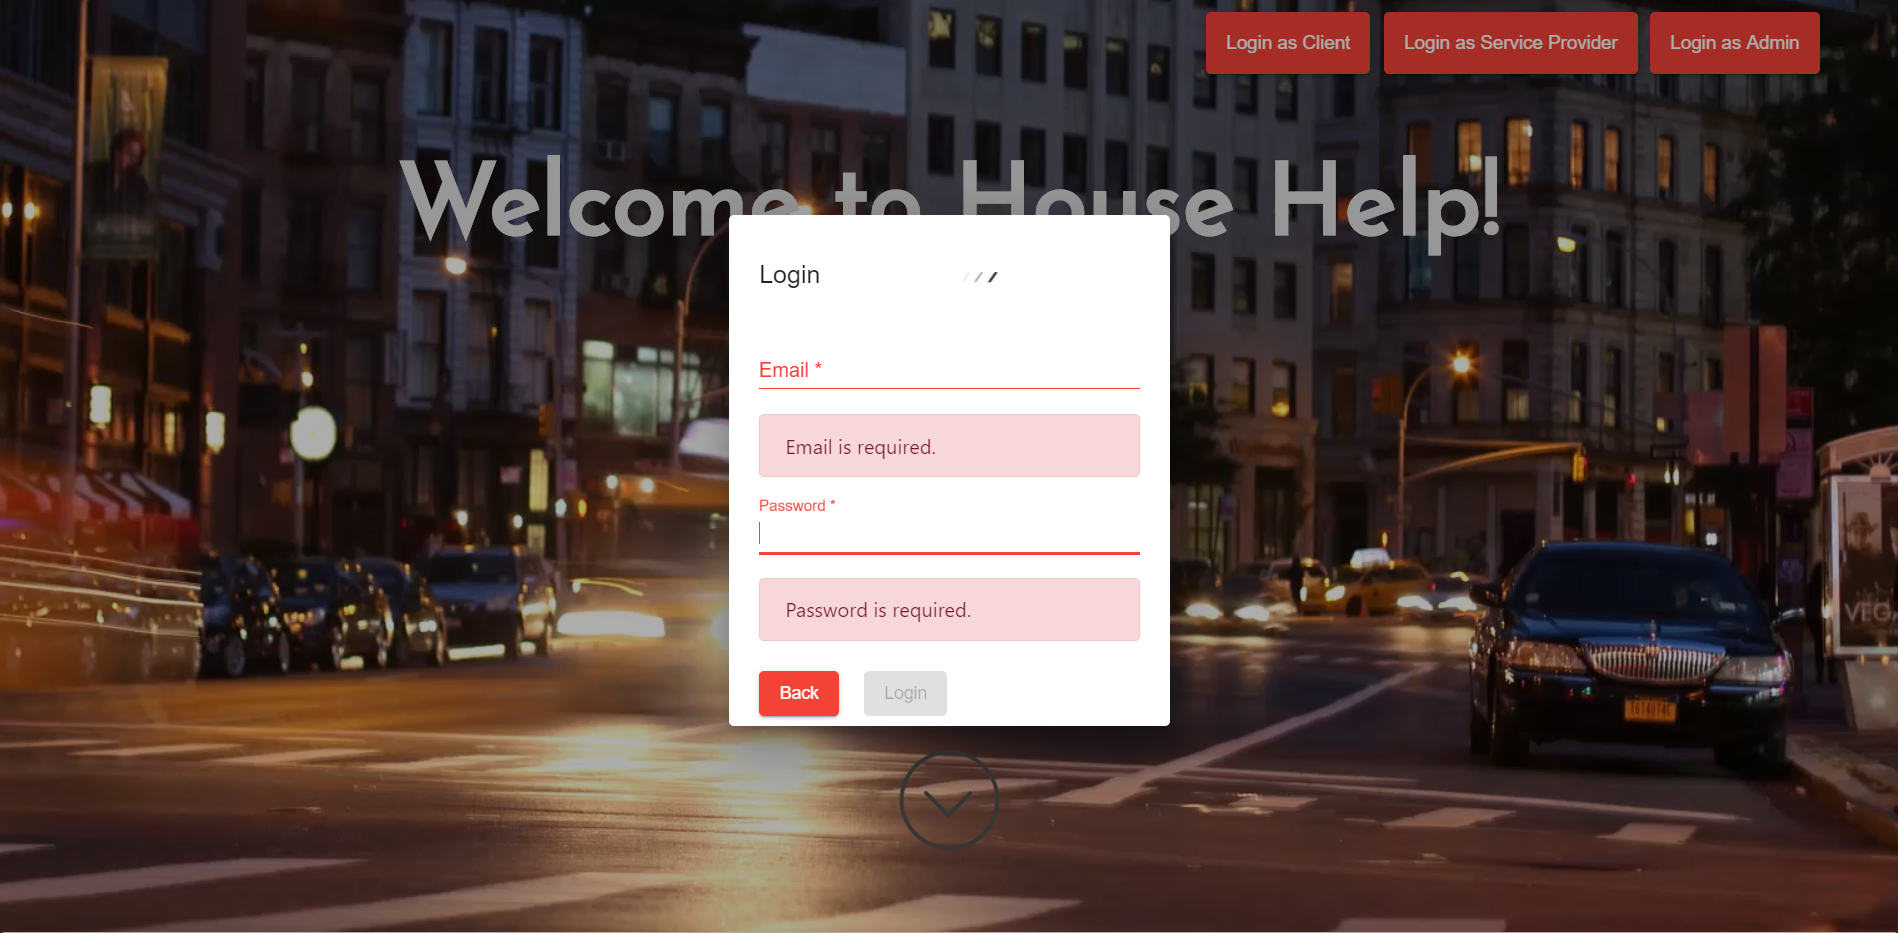 Login as Client
Login as Service Provider
Login as Admin
Welcome to House Help!
Login
Email *
Email is required.
Password *
Password is required.
Back
Login